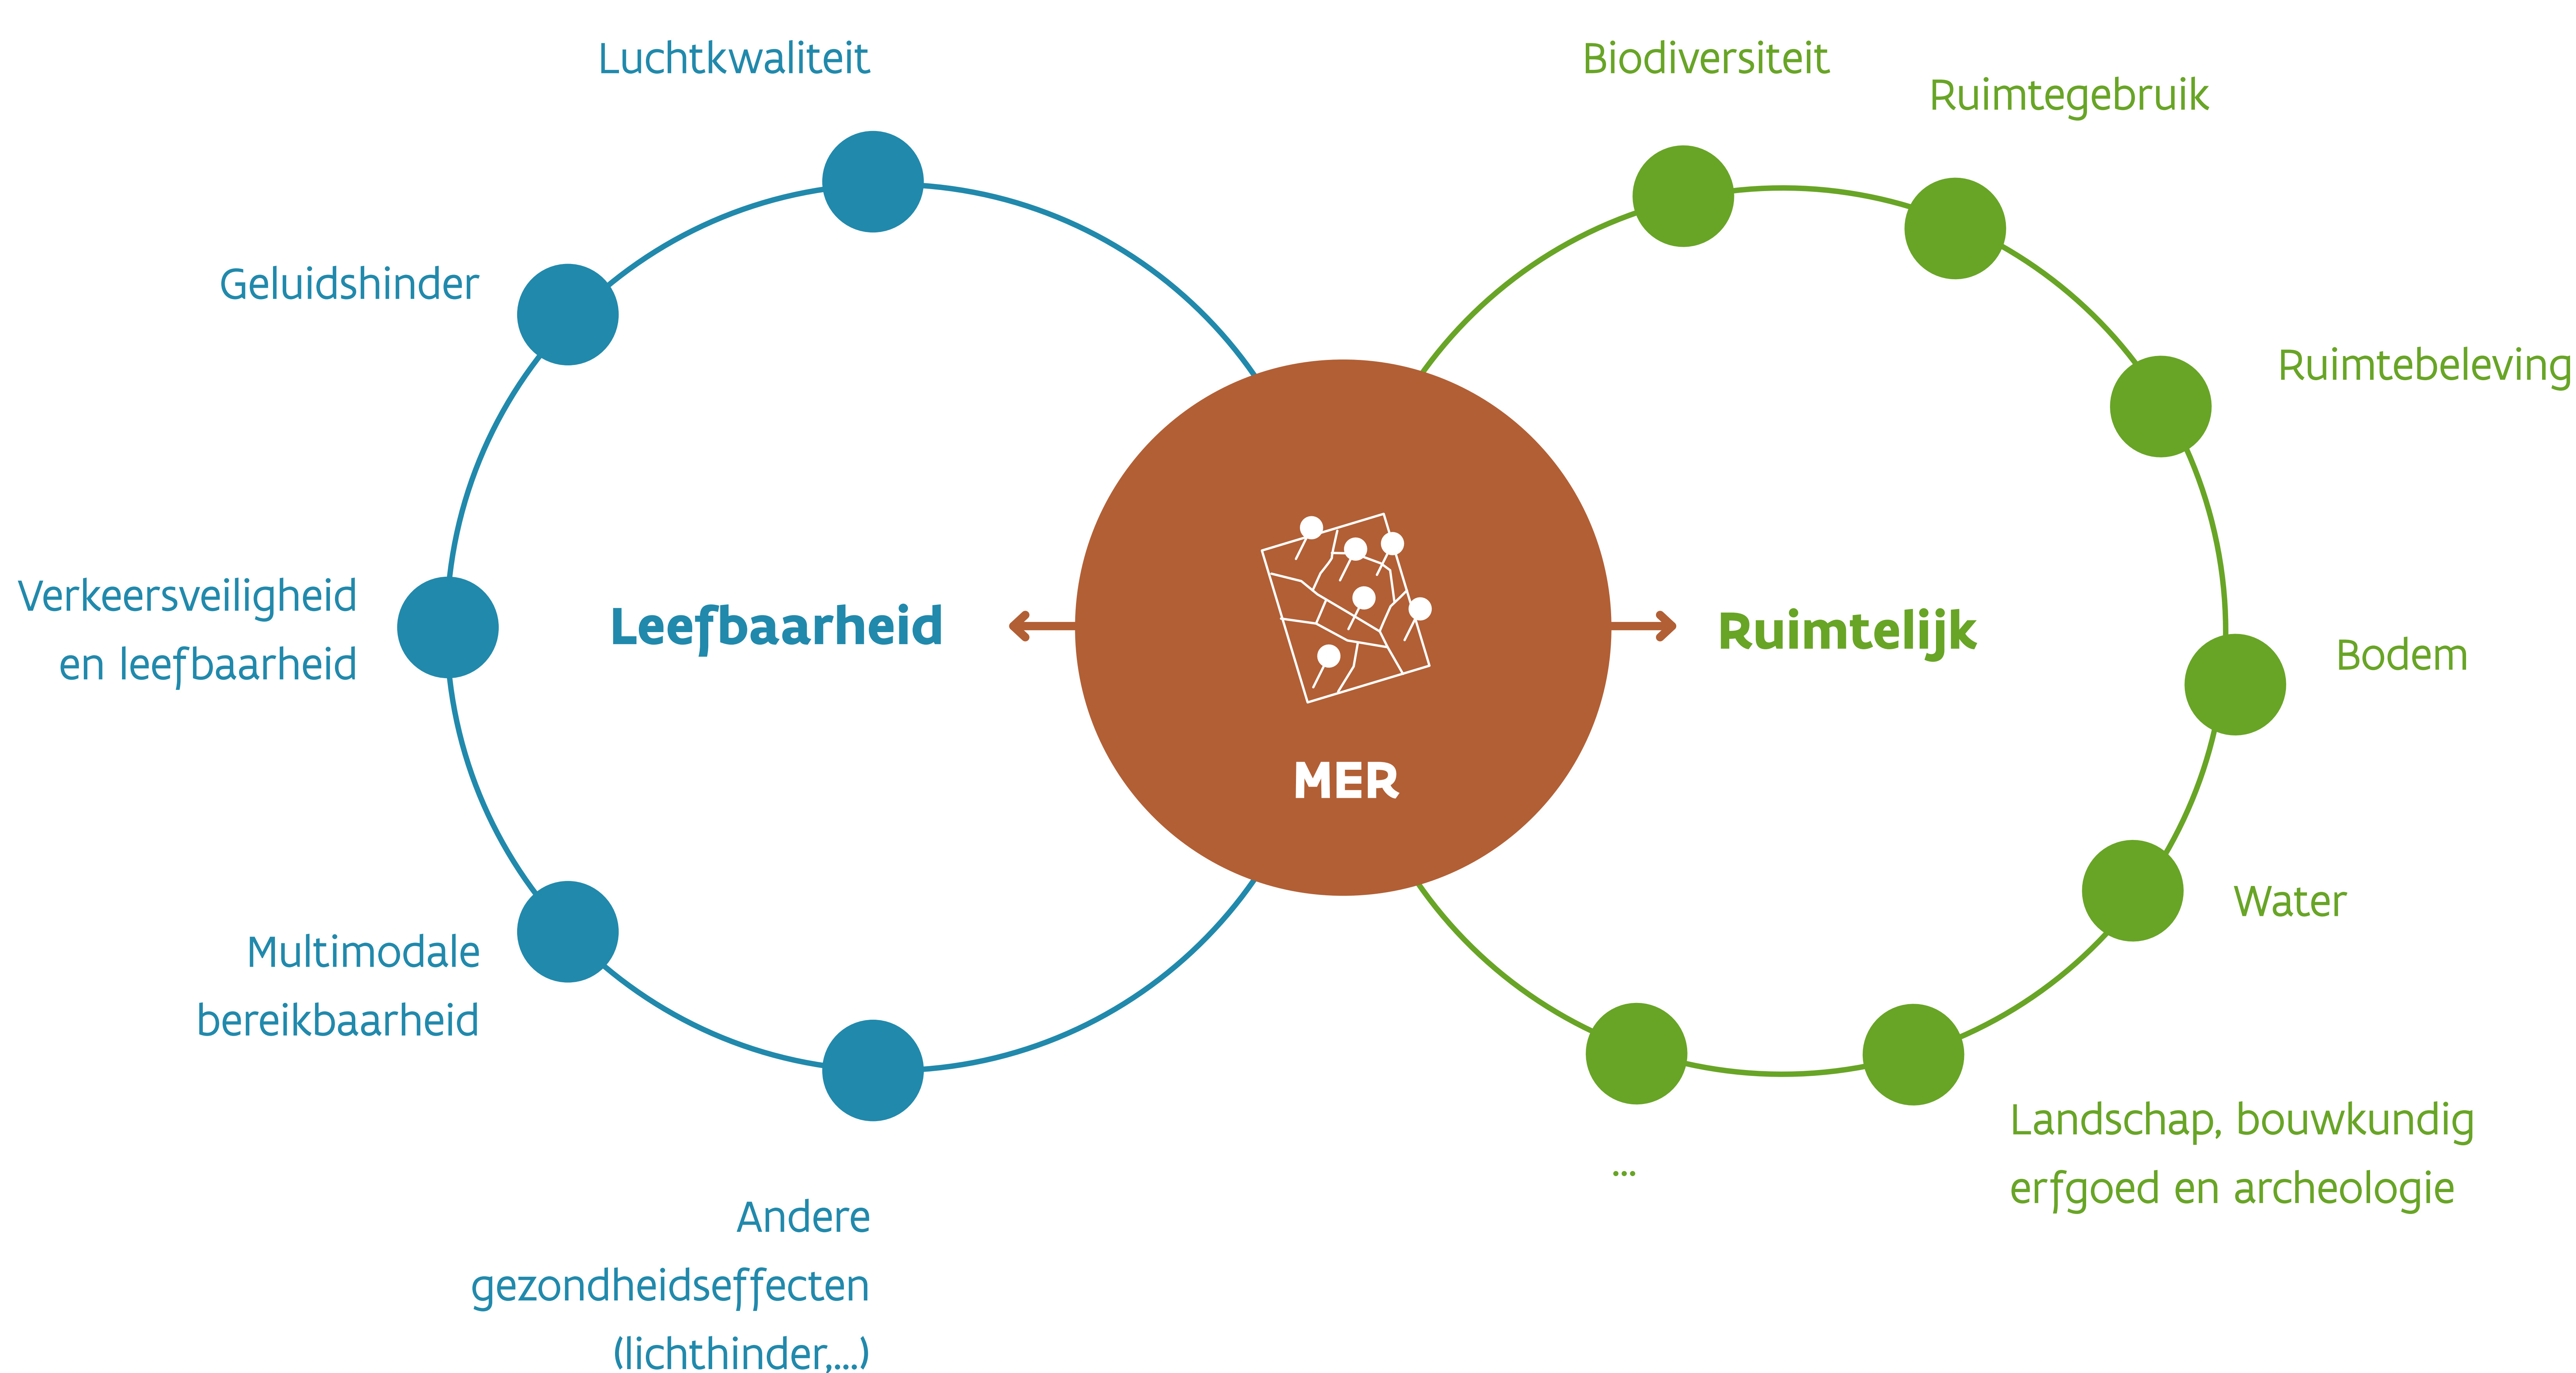 Luchtkwaliteit
Geluidshinder
Verkeersveiligheid
en leefbaarheid
Multimodale
bereikbaarheid
Andere
gezondheidseffecten
(lichthinder,...)
Leefbaarheid
MER
Ruimtelijk
Biodiversiteit
Ruimtegebruik
Ruimtebeleving
Bodem
Water
Landschap, bouwkundig
erfgoed en archeologie
...